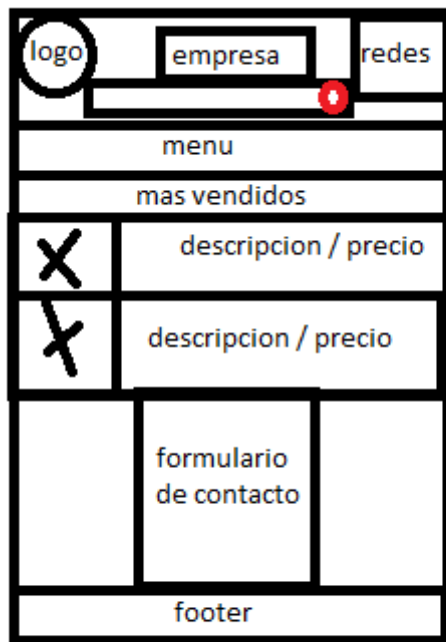 logo
empresa
redes
menu
mas vendidos
descripcion / precio
descripcion / precio
formulario
de contacto
footer